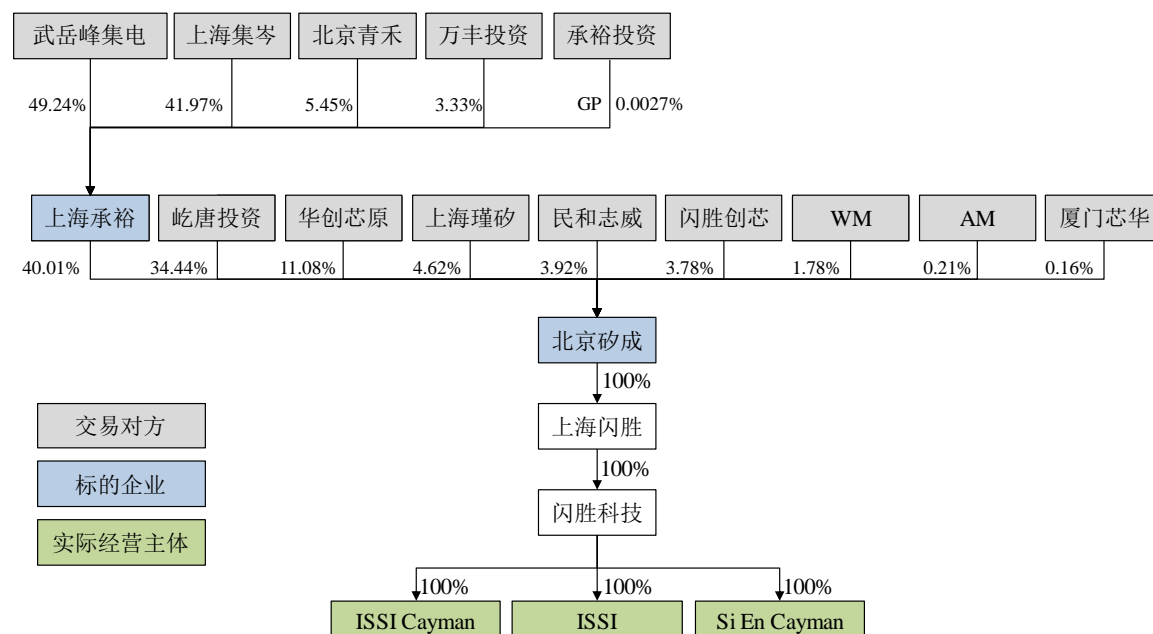 武岳峰集电 上海集岑 北京青禾 万丰投资 承裕投资
49.24% 41.97% 5.45% 3.33% GP 0.0027%
上海承裕 屹唐投资 华创芯原 上海瑾矽 民和志威 闪胜创芯 WM AM 厦门芯华
40.01% 34.44% 11.08% 4.62% 3.92% 3.78% 1.78% 0.21% 0.16%
北京矽成
100%
上海闪胜
100%
闪胜科技
交易对方
标的企业
实际经营主体
100% 100% 100%
ISSI Cayman ISSI Si En Cayman